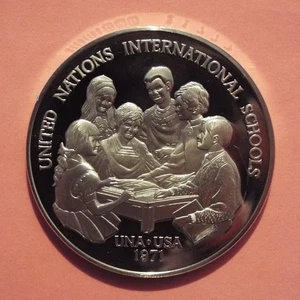 UNITED NATIONS INTERNATIONAL SCHOOLS
UNA•USA
1971